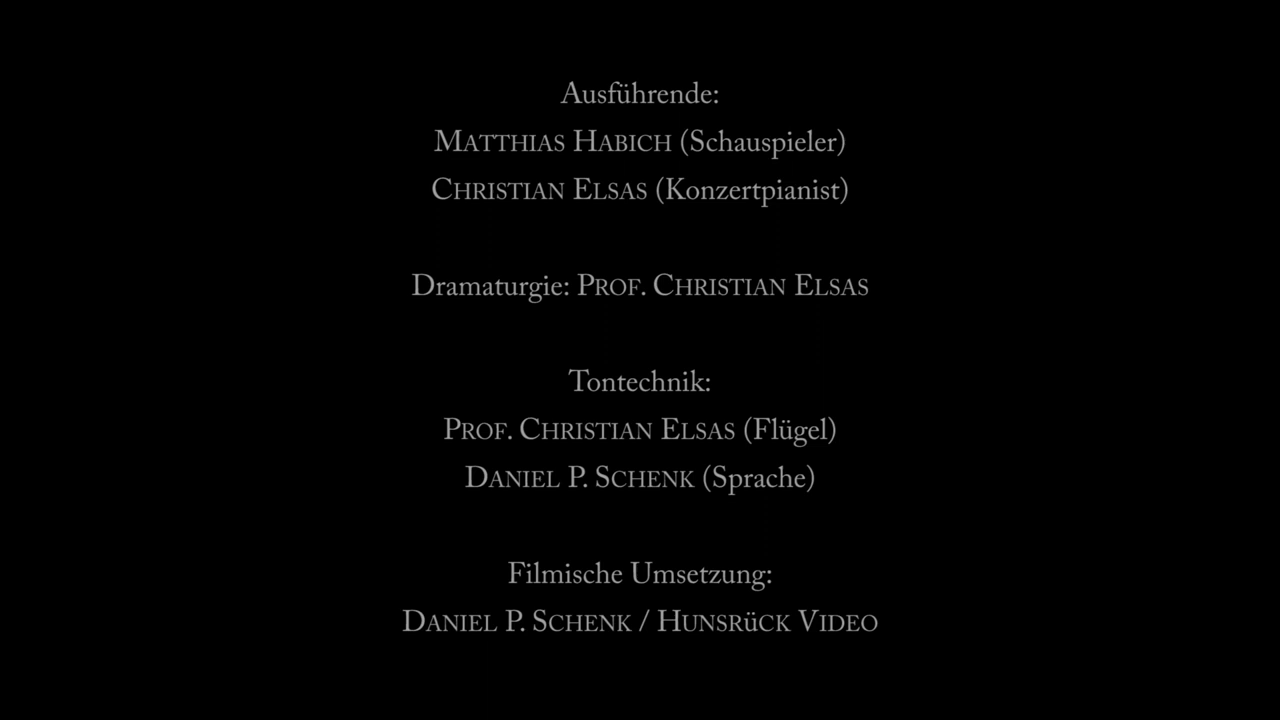 Ausführende:
MATTHIAS HABICH (Schauspieler)
CHRISTIAN ELSAS (Konzertpianist)
Dramaturgie: PROF. CHRISTIAN ELSAS
Tontechnik:
PROF. CHRISTIAN ELSAS (Flügel)
DANIEL P. SCHENK (Sprache)
Filmische Umsetzung:
DANIEL P. SCHENK / HUNSRüCK VIDEO